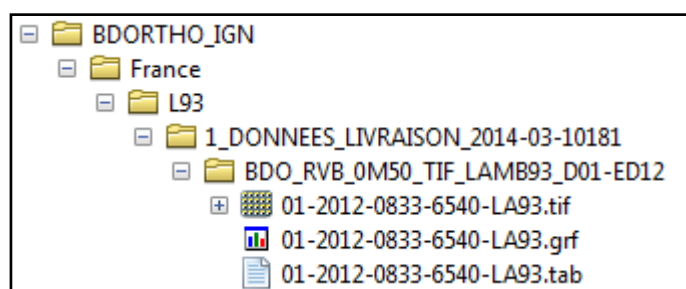 BDORTHO_IGN
France
L93
1_DONNEES_LIVRAISON_2014-03-10181
BDO_RVB_0M50_TIF_LAMB93_D01-ED12
01-2012-0833-6540-LA93.tif
01-2012-0833-6540-LA93.grf
01-2012-0833-6540-LA93.tab